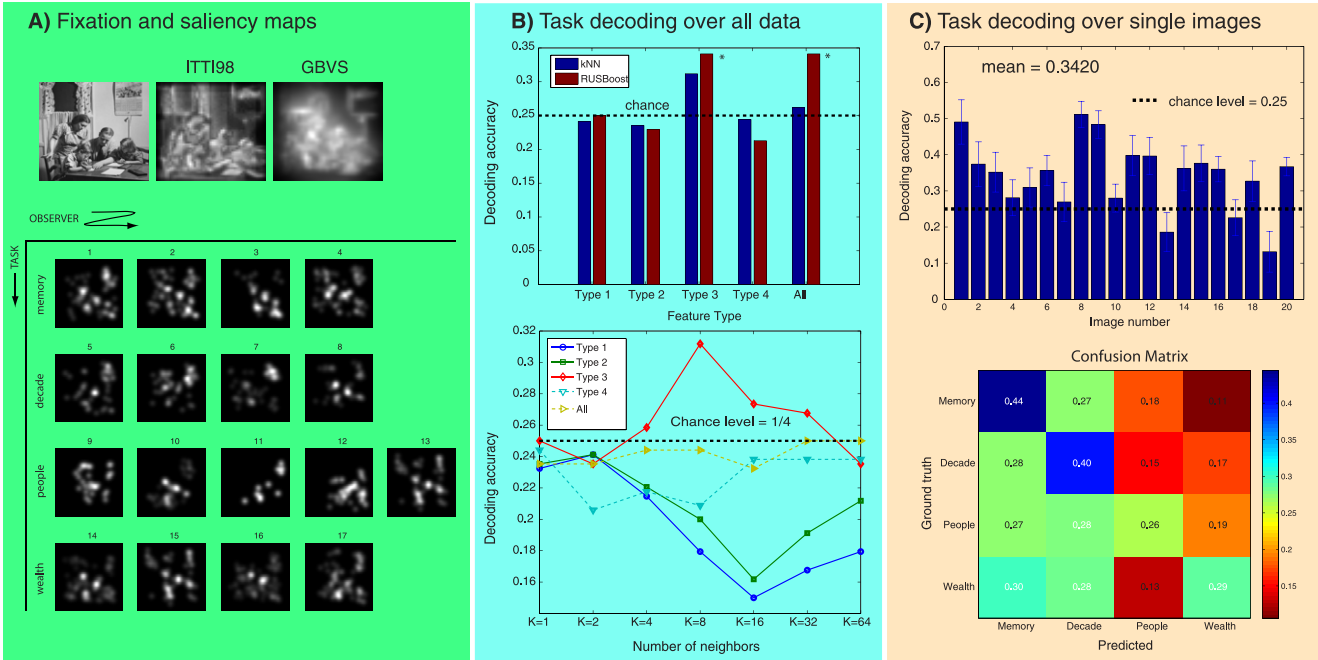 A) Fixation and saliency maps
ITTI98 GBVS
OBSERVER
TASK
1 2 3 4
memory
5 6 7 8
decade
9 10 11 12 13
people
14 15 16 17
wealth
B) Task decoding over all data
0.35
0.3
0.25
0.2
0.15
0.1
0.05
0
Decoding accuracy
kNN
RUSBoost
* *
chance
Type 1 Type 2 Type 3 Type 4 All
Feature Type
0.32
0.3
0.28
0.26
0.24
0.22
0.2
0.18
0.16
Decoding accuracy
Type 1
Type 2
Type 3
Type 4
All
Chance level = 1/4
K=1 K=2 K=4 K=8 K=16 K=32 K=64
Number of neighbors
C) Task decoding over single images
0.7
0.6
0.5
0.4
0.3
0.2
0.1
0
Decoding accuracy
mean = 0.3420
chance level = 0.25
0 2 4 6 8 10 12 14 16 18 20
Image number
Confusion Matrix
Ground truth
Memory 0.44 0.27 0.18
Decade 0.28 0.40 0.15 0.17
People 0.27 0.28 0.26 0.19
Wealth 0.30 0.28 0.13 0.29
Memory Decade People Wealth
Predicted
0.4
0.35
0.3
0.25
0.2
0.15